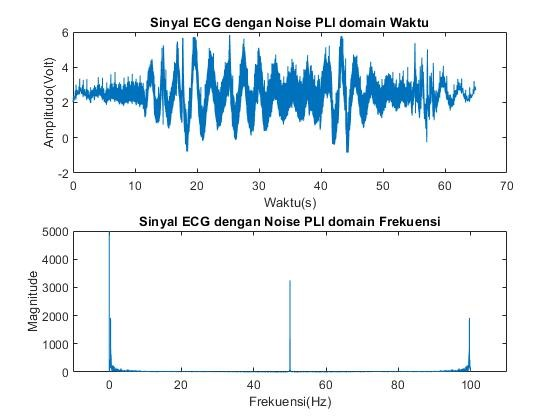 Sinyal ECG dengan Noise PLI domain Waktu
6
4
2
0
-2
Amplitudo(Volt)
0 10 20 30 40 50 60 70
Waktu(s)
Sinyal ECG dengan Noise PLI domain Frekuensi
5000
4000
3000
2000
1000
0
Magnitude
0 20 40 60 80 100
Frekuensi(Hz)